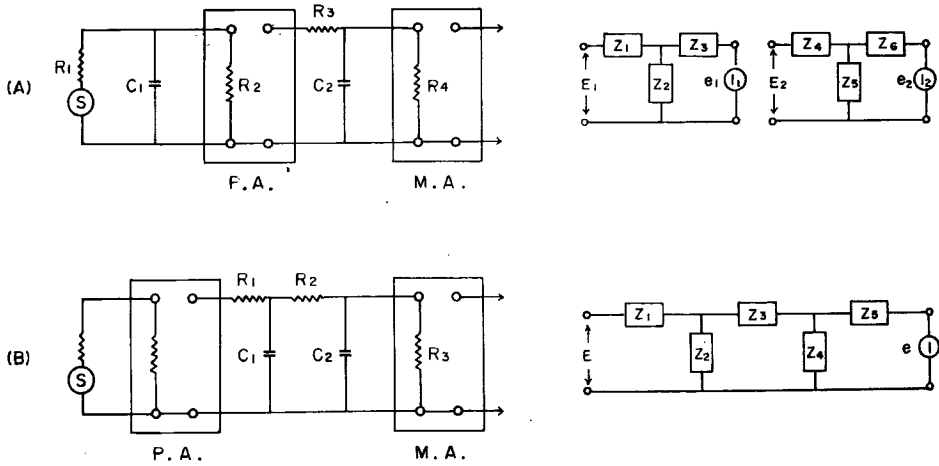 (A)
R1
S
C1
R2
R3
C2
R4
P.A.
M.A.
E1
Z1
Z2
Z3
e1
I1
E2
Z4
Z5
Z6
e2
I2
(B)
S
R1
R2
C1
C2
R3
P.A.
M.A.
E
Z1
Z2
Z3
Z4
Z5
e
I